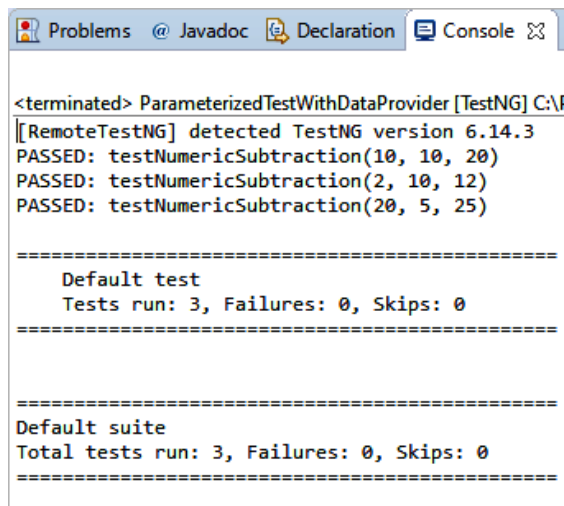 Problems @ Javadoc Declaration Console
<terminated> ParameterizedTestWithDataProvider [TestNG] C:\
[RemoteTestNG] detected TestNG version 6.14.3
PASSED: testNumericSubtraction(10, 10, 20)
PASSED: testNumericSubtraction(2, 10, 12)
PASSED: testNumericSubtraction(20, 5, 25)
===============================================
    Default test
    Tests run: 3, Failures: 0, Skips: 0
===============================================
===============================================
Default suite
Total tests run: 3, Failures: 0, Skips: 0
===============================================